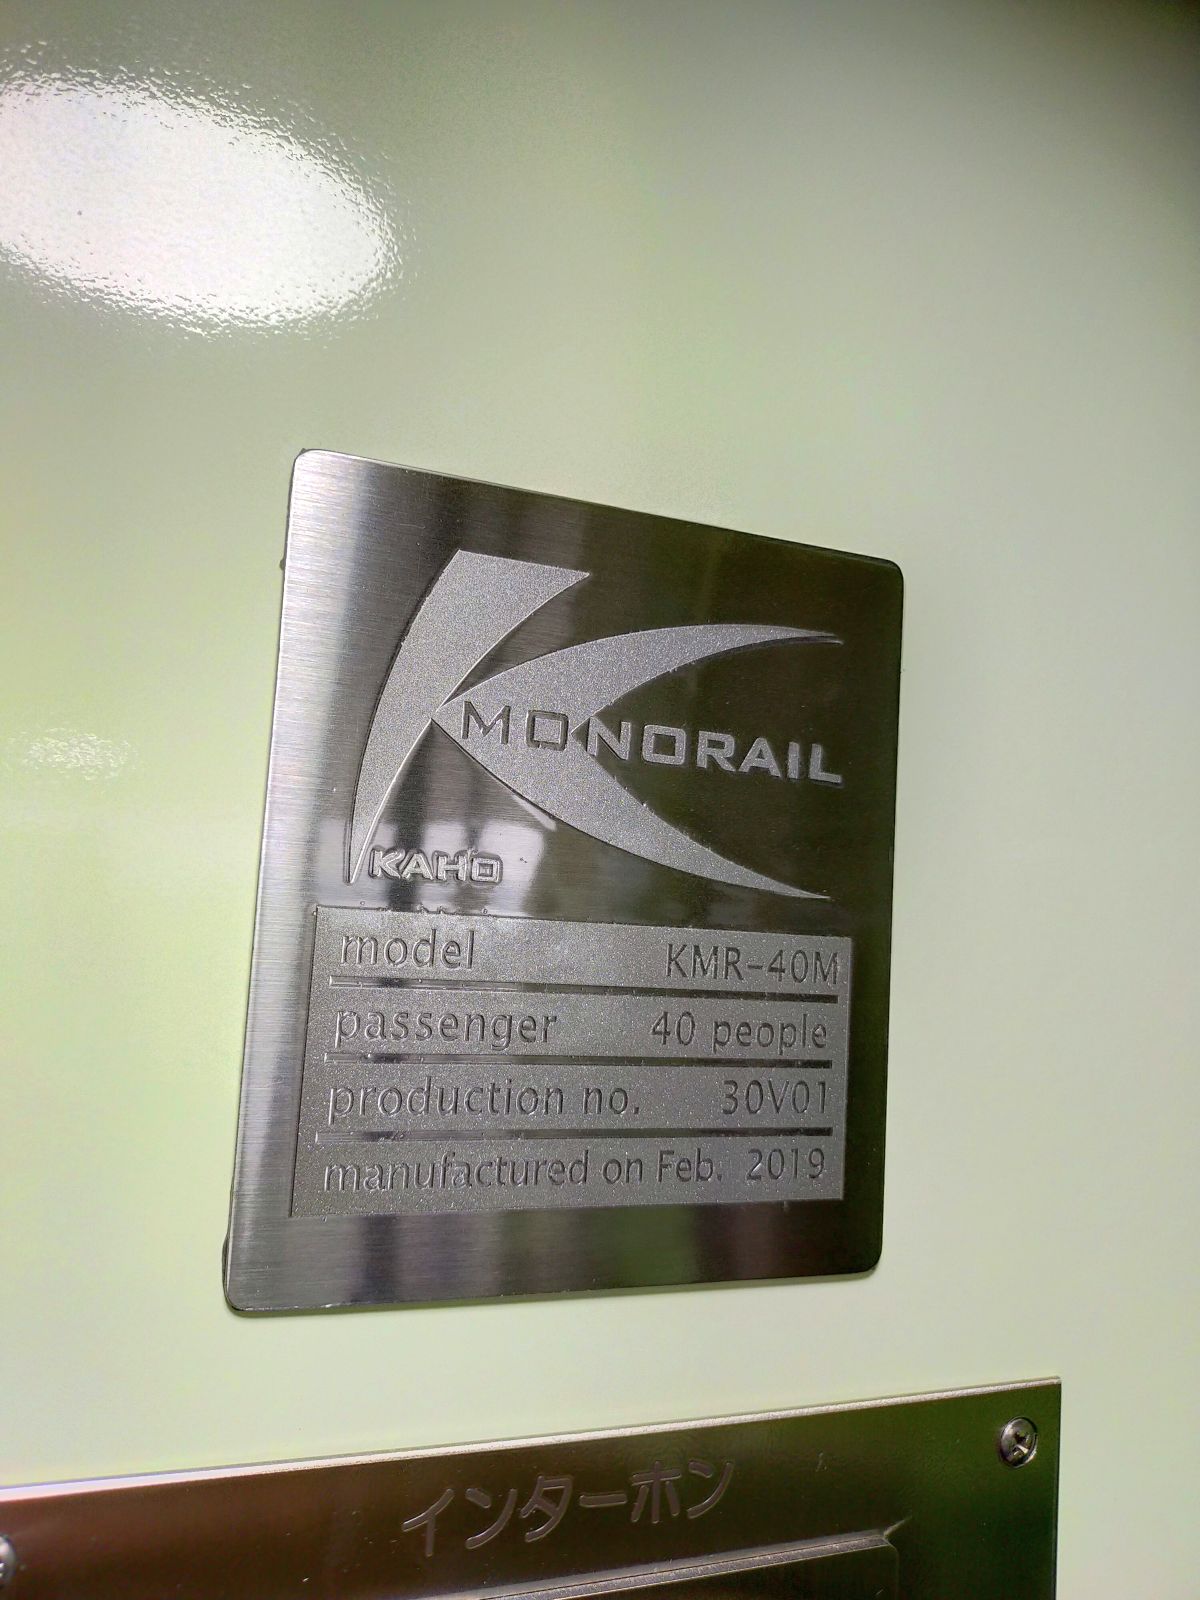 MONORAIL
KAHO
model KMR-40M
passenger 40 people
production no. 30V01
manufactured on Feb. 2019
インターホン